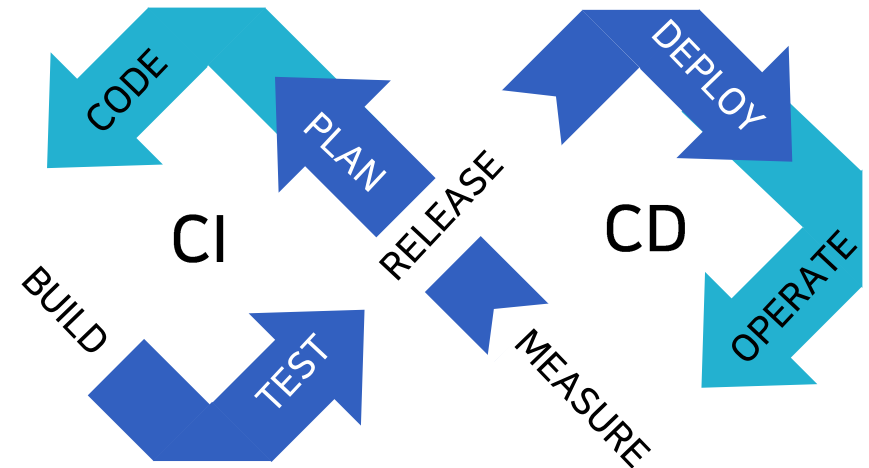 CODE
PLAN
RELEASE
DEPLOY
CI
CD
BUILD
TEST
MEASURE
OPERATE